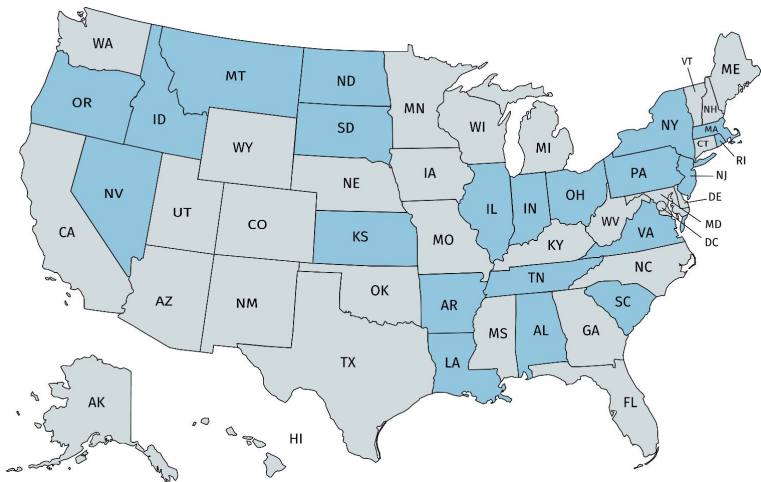 WA
VT
ME
MT
ND
OR
MN
NH
ID
SD
WI
NY
MA
MI
CT
WY
RI
IA
PA
NJ
NE
NV
OH
DE
IL
IN
UT
WV
CO
MD
CA
VA
KS
MO
DC
KY
NC
TN
OK
AZ
NM
AR
SC
MS
AL
GA
TX
LA
AK
FL
HI